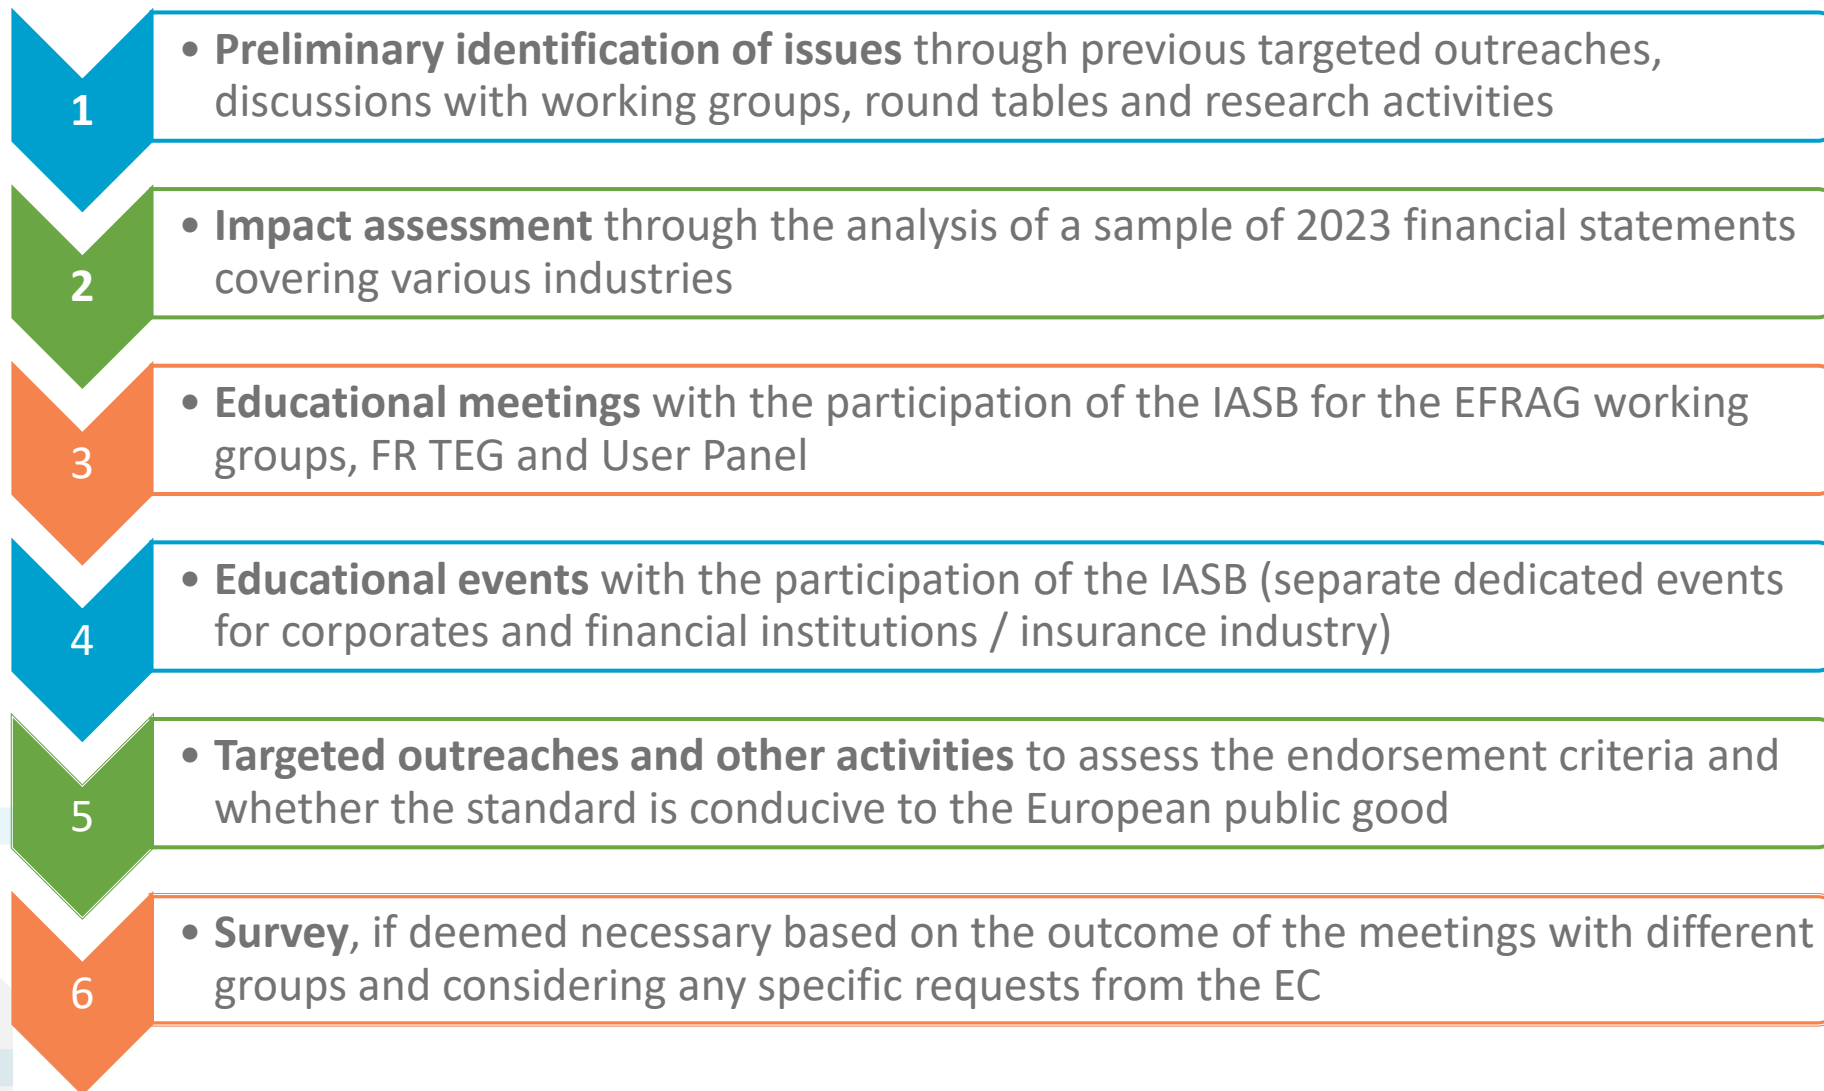 1
• Preliminary identification of issues through previous targeted outreaches,
discussions with working groups, round tables and research activities
2
• Impact assessment through the analysis of a sample of 2023 financial statements
covering various industries
3
• Educational meetings with the participation of the IASB for the EFRAG working
groups, FR TEG and User Panel
4
• Educational events with the participation of the IASB (separate dedicated events
for corporates and financial institutions / insurance industry)
5
• Targeted outreaches and other activities to assess the endorsement criteria and
whether the standard is conducive to the European public good
6
• Survey, if deemed necessary based on the outcome of the meetings with different
groups and considering any specific requests from the EC